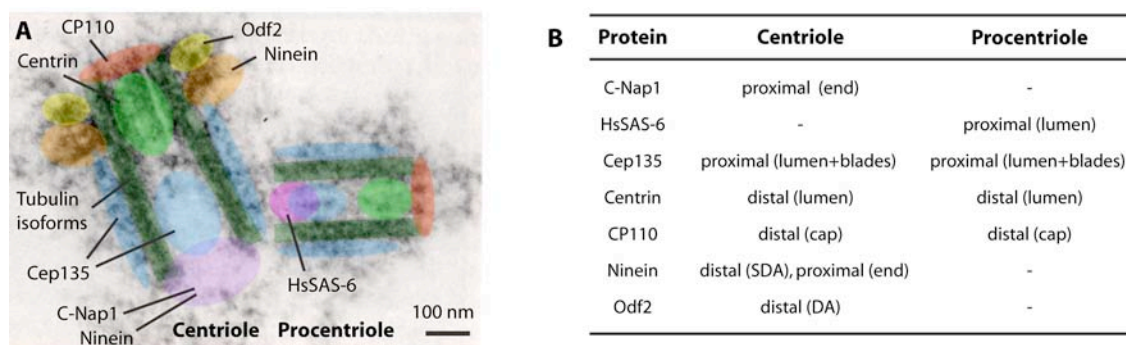 A
CP110
Centrin
Odf2
Ninein
Tubulin
isoforms
Cep135
C-Nap1
Ninein
HsSAS-6
Centriole Procentriole
100 nm
B
Protein Centriole Procentriole
C-Nap1 proximal (end) -
HsSAS-6 - proximal (lumen)
Cep135 proximal (lumen+blades) proximal (lumen+blades)
Centrin distal (lumen) distal (lumen)
CP110 distal (cap) distal (cap)
Ninein distal (SDA), proximal (end) -
Odf2 distal (DA) -